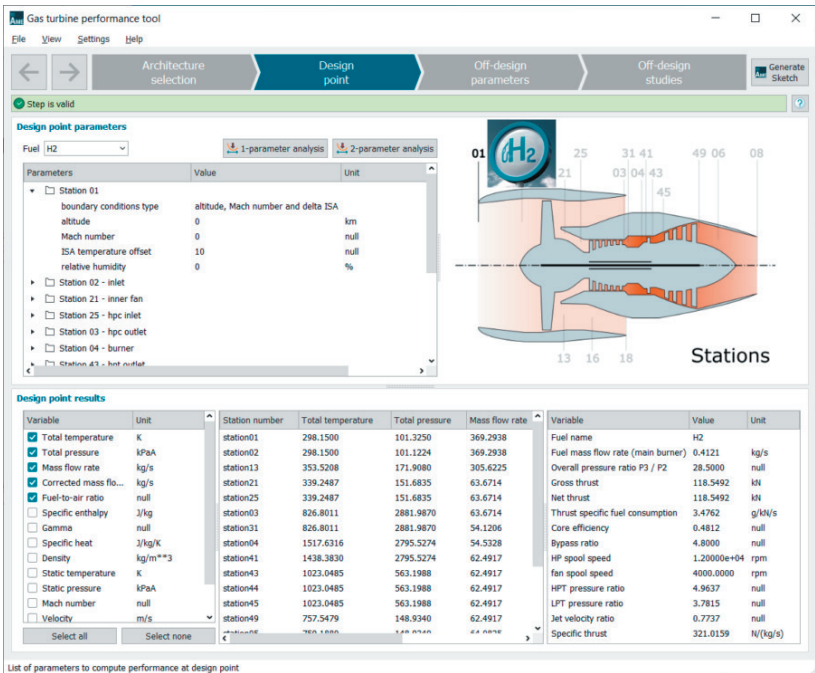 Gas turbine performance tool
File View Settings Help
Architecture selection
Design point
Off-design parameters
Off-design studies
Generate Sketch
Step is valid
Design point parameters
Fuel H2
1-parameter analysis 2-parameter analysis
Parameters Value Unit
Station 01
boundary conditions type altitude, Mach number and delta ISA
altitude 0 km
Mach number 0 null
ISA temperature offset 10 null
relative humidity 0 %
Station 02 - inlet
Station 21 - inner fan
Station 25 - hpc inlet
Station 03 - hpc outlet
Station 04 - burner
Station 43 - hpt outlet
H2
01 25 31 41 49 06 08
21 03 04 43
45
13 16 18
Stations
Design point results
Variable Unit
Total temperature K
Total pressure kPaA
Mass flow rate kg/s
Corrected mass flo... kg/s
Fuel-to-air ratio null
Specific enthalpy J/kg
Gamma null
Specific heat J/kg/K
Density kg/m**3
Static temperature K
Static pressure kPaA
Mach number null
Velocity m/s
Select all Select none
Station number Total temperature Total pressure Mass flow rate
station01 298.1500 101.3250 369.2938
station02 298.1500 101.1224 369.2938
station13 353.5208 171.9080 305.6225
station21 339.2487 151.6835 63.6714
station25 339.2487 151.6835 63.6714
station03 826.8011 2881.9870 63.6714
station31 826.8011 2881.9870 54.1206
station04 1517.6316 2795.5274 54.5328
station41 1438.3830 2795.5274 62.4917
station43 1023.0485 563.1988 62.4917
station44 1023.0485 563.1988 62.4917
station45 1023.0485 563.1988 62.4917
station49 757.5479 148.9340 62.4917
Variable Value Unit
Fuel name H2
Fuel mass flow rate (main burner) 0.4121 kg/s
Overall pressure ratio P3 / P2 28.5000 null
Gross thrust 118.5492 kN
Net thrust 118.5492 kN
Thrust specific fuel consumption 3.4762 g/kN/s
Core efficiency 0.4812 null
Bypass ratio 4.8000 null
HP spool speed 1.20000e+04 rpm
fan spool speed 4000.0000 rpm
HPT pressure ratio 4.9637 null
LPT pressure ratio 3.7815 null
Jet velocity ratio 0.7737 null
Specific thrust 321.0159 N/(kg/s)
List of parameters to compute performance at design point